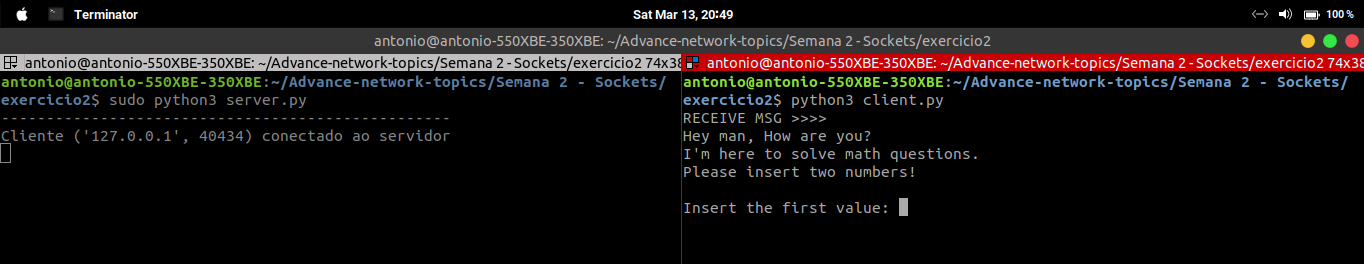 Terminator
Sat Mar 13, 20:49
100 %
antonio@antonio-550XBE-350XBE: ~/Advance-network-topics/Semana 2 - Sockets/exercicio2
antonio@antonio-550XBE-350XBE: ~/Advance-network-topics/Semana 2 - Sockets/exercicio2 74x38
antonio@antonio-550XBE-350XBE:~/Advance-network-topics/Semana 2 - Sockets/
exercicio2$ sudo python3 server.py
--------------------------------------------------
Cliente ('127.0.0.1', 40434) conectado ao servidor
antonio@antonio-550XBE-350XBE: ~/Advance-network-topics/Semana 2 - Sockets/exercicio2 74x38
antonio@antonio-550XBE-350XBE:~/Advance-network-topics/Semana 2 - Sockets/
exercicio2$ python3 client.py
RECEIVE MSG >>>>
Hey man, How are you?
I'm here to solve math questions.
Please insert two numbers!
Insert the first value: